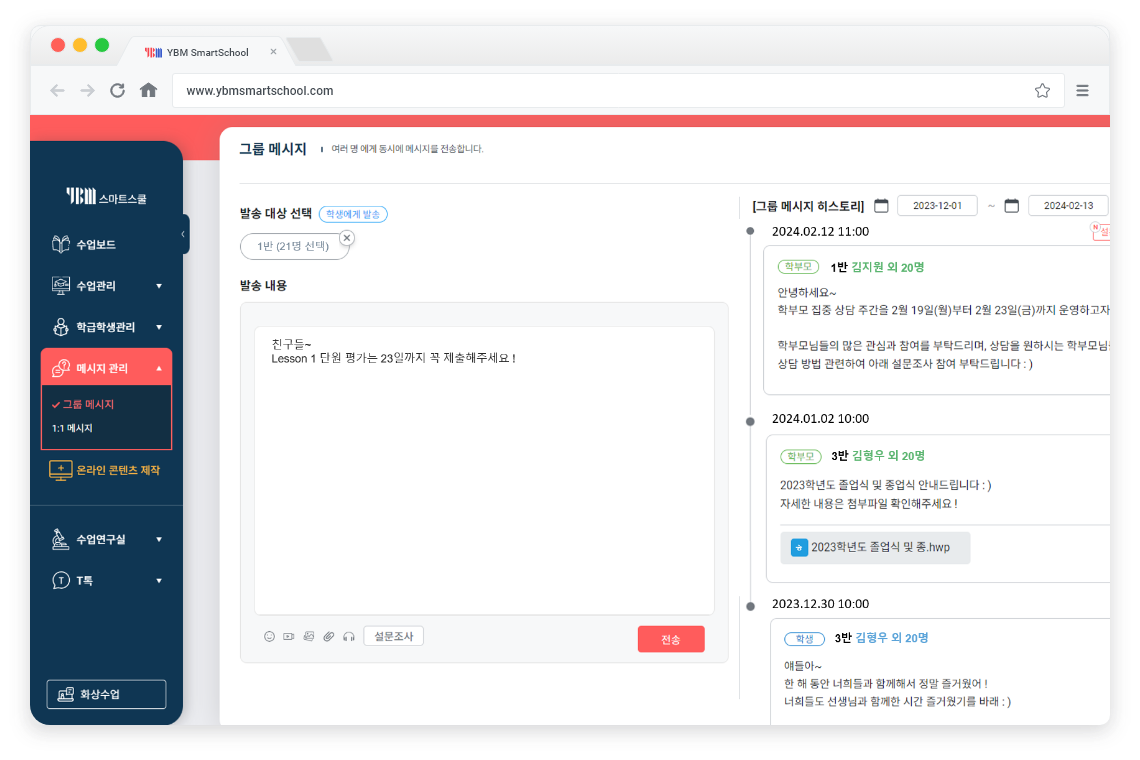 YBM YBM SmartSchool
www.ybmsmartschool.com
YBM 스마트스쿨
수업보드
수업관리
학급학생관리
메시지 관리
그룹 메시지
1:1 메시지
온라인 콘텐츠 제작
수업연구실
T T톡
화상수업
그룹 메시지
여러 명 에게 동시에 메시지를 전송합니다.
발송 대상 선택 학생에게 발송
1반 (21명 선택)
발송 내용
친구들~
Lesson 1 단원 평가는 23일까지 꼭 제출해주세요 !
설문조사
전송
[그룹 메시지 히스토리] 2023-12-01 ~ 2024-02-13
2024.02.12 11:00
N 설
학부모 1반 김지원 외 20명
안녕하세요~
학부모 집중 상담 주간을 2월 19일(월)부터 2월 23일(금)까지 운영하고자
학부모님들의 많은 관심과 참여를 부탁드리며, 상담을 원하시는 학부모님
상담 방법 관련하여 아래 설문조사 참여 부탁드립니다 : )
2024.01.02 10:00
학부모 3반 김형우 외 20명
2023학년도 졸업식 및 종업식 안내드립니다 : )
자세한 내용은 첨부파일 확인해주세요 !
2023학년도 졸업식 및 종.hwp
2023.12.30 10:00
학생 3반 김형우 외 20명
얘들아~
한 해 동안 너희들과 함께해서 정말 즐거웠어 !
너희들도 선생님과 함께한 시간 즐거웠기를 바래 : )